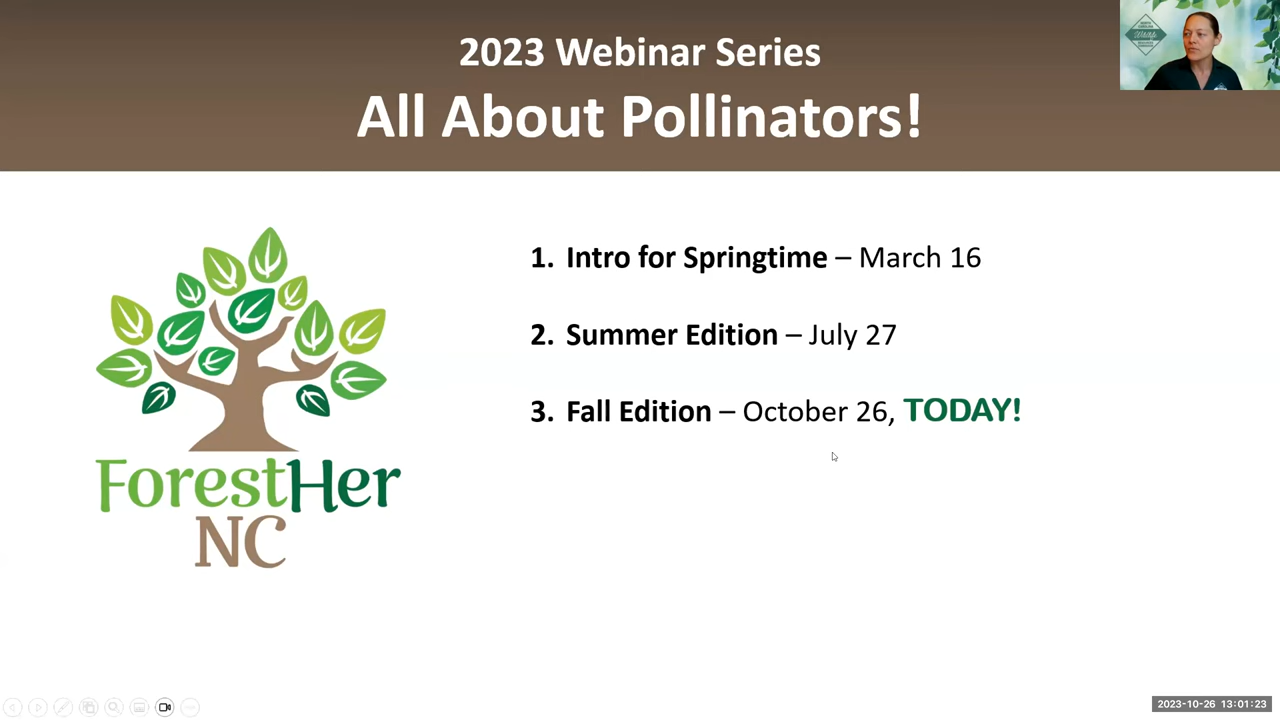 2023 Webinar Series
All About Pollinators!
1. Intro for Springtime – March 16
2. Summer Edition – July 27
3. Fall Edition – October 26, TODAY!
ForestHer
NC
2023-10-26 13:01:23